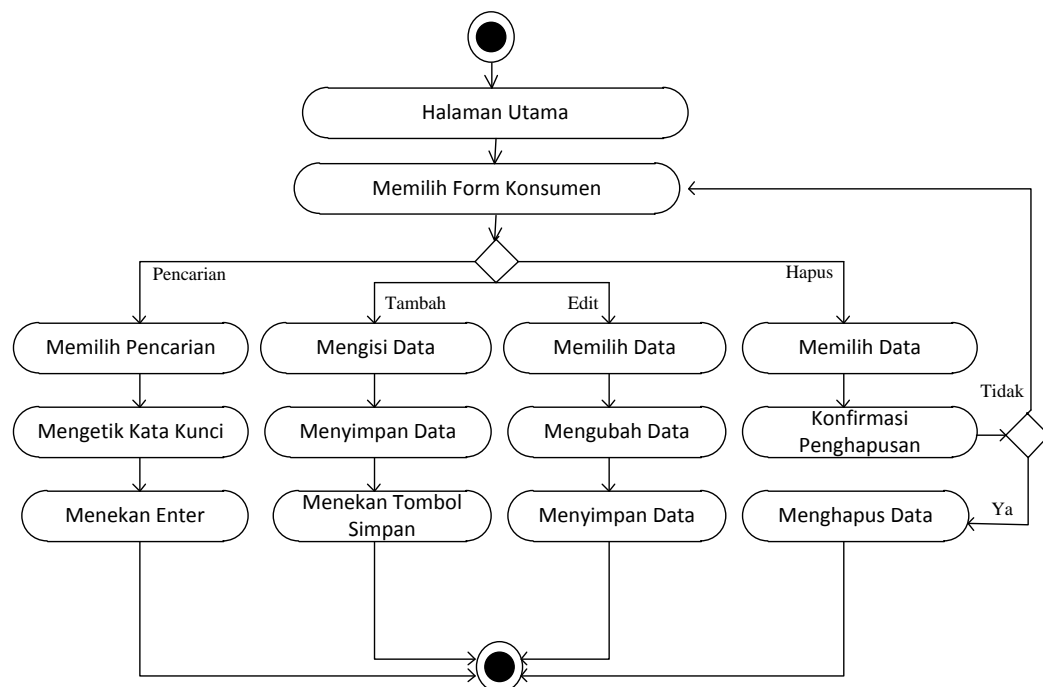 Halaman Utama
Memilih Form Konsumen
Pencarian
Hapus
Tambah
Edit
Memilih Pencarian
Mengisi Data
Memilih Data
Memilih Data
Tidak
Mengetik Kata Kunci
Menyimpan Data
Mengubah Data
Konfirmasi
Penghapusan
Menekan Enter
Menekan Tombol
Simpan
Menyimpan Data
Menghapus Data
Ya